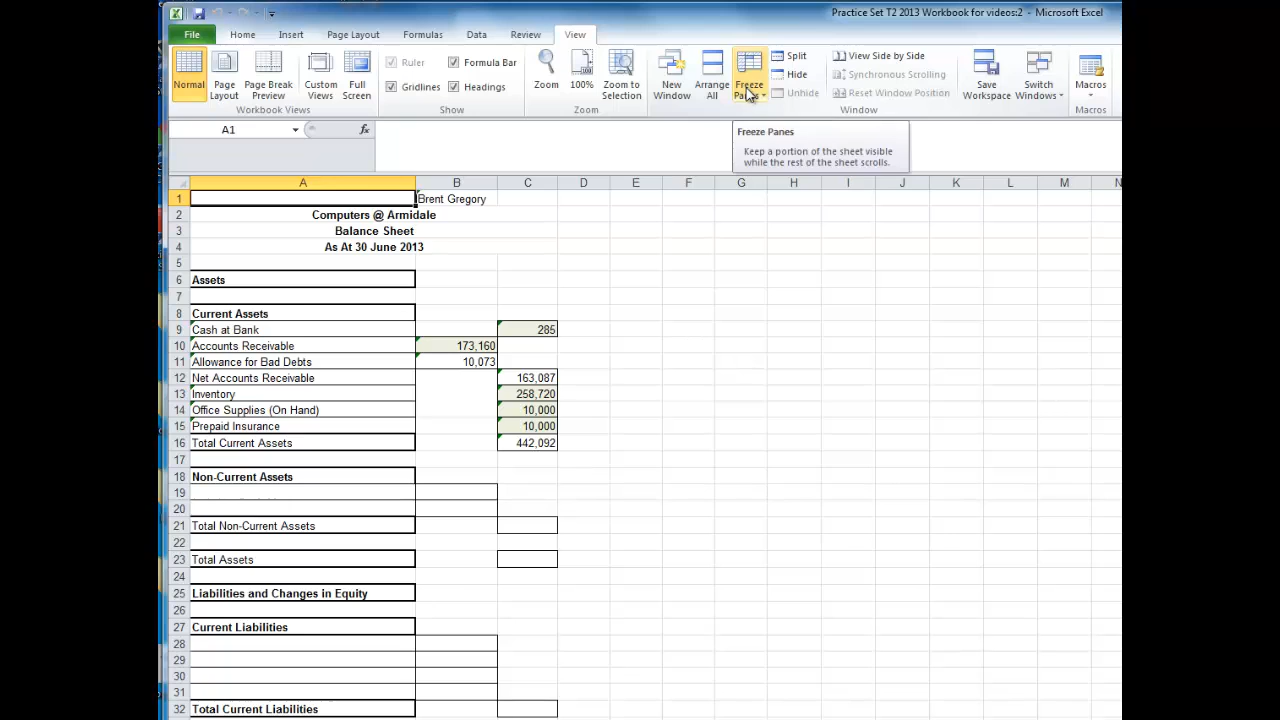 Practice Set T2 2013 Workbook for videos:2 - Microsoft Excel
File Home Insert Page Layout Formulas Data Review View
Normal
Page Layout
Page Break Preview
Custom Views
Full Screen
Workbook Views
Ruler
Formula Bar
Gridlines
Headings
Show
Zoom
100%
Zoom to Selection
Zoom
New Window
Arrange All
Freeze Panes
Split
Hide
Unhide
View Side by Side
Synchronous Scrolling
Reset Window Position
Window
Save Workspace
Switch Windows
Macros
Macros
A1 fx
Freeze Panes
Keep a portion of the sheet visible
while the rest of the sheet scrolls.
A B C D E F G H I J K L M N
1 Brent Gregory
2 Computers @ Armidale
3 Balance Sheet
4 As At 30 June 2013
5
6 Assets
7
8 Current Assets
9 Cash at Bank 285
10 Accounts Receivable 173,160
11 Allowance for Bad Debts 10,073
12 Net Accounts Receivable 163,087
13 Inventory 258,720
14 Office Supplies (On Hand) 10,000
15 Prepaid Insurance 10,000
16 Total Current Assets 442,092
17
18 Non-Current Assets
19
20
21 Total Non-Current Assets
22
23 Total Assets
24
25 Liabilities and Changes in Equity
26
27 Current Liabilities
28
29
30
31
32 Total Current Liabilities